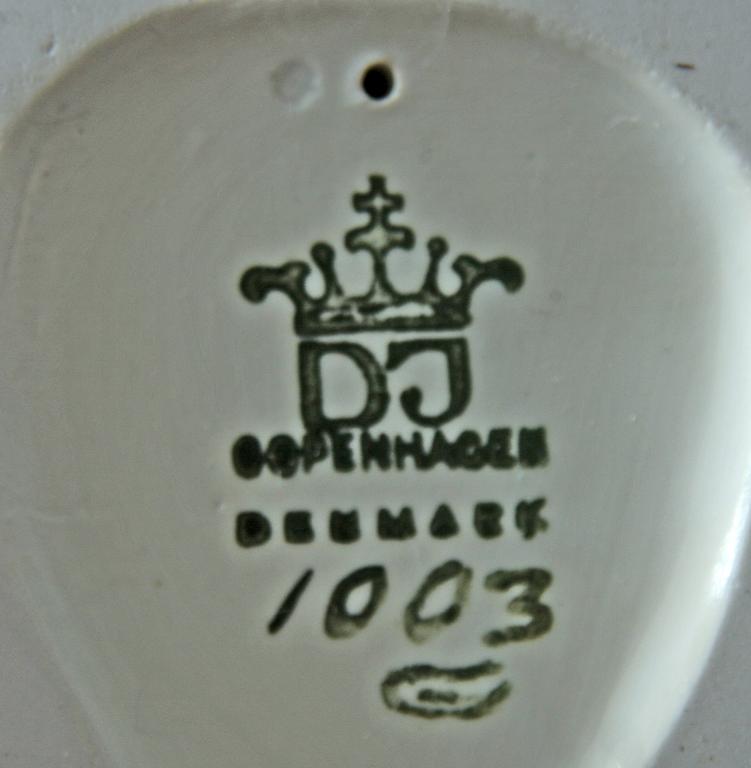 DJ
COPENHAGEN
DENMARK
1003